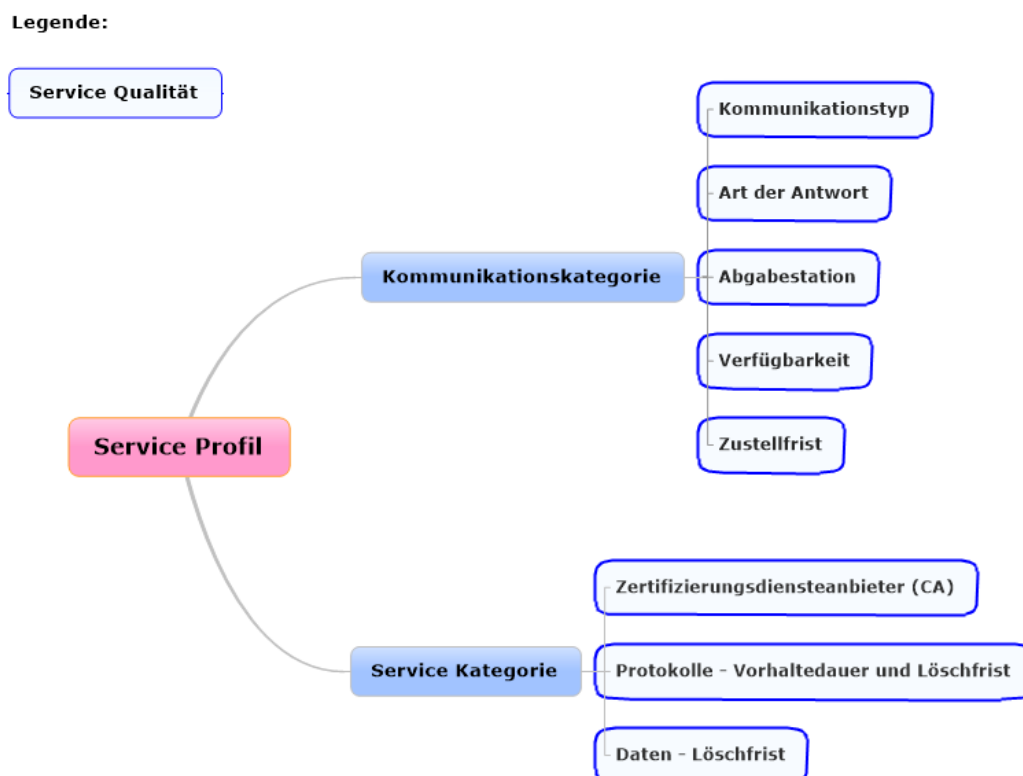 Legende:
Service Qualität
Kommunikationstyp
Art der Antwort
Kommunikationskategorie
Abgabestation
Verfügbarkeit
Zustellfrist
Service Profil
Zertifizierungsdiensteanbieter (CA)
Service Kategorie
Protokolle - Vorhaltedauer und Löschfrist
Daten - Löschfrist